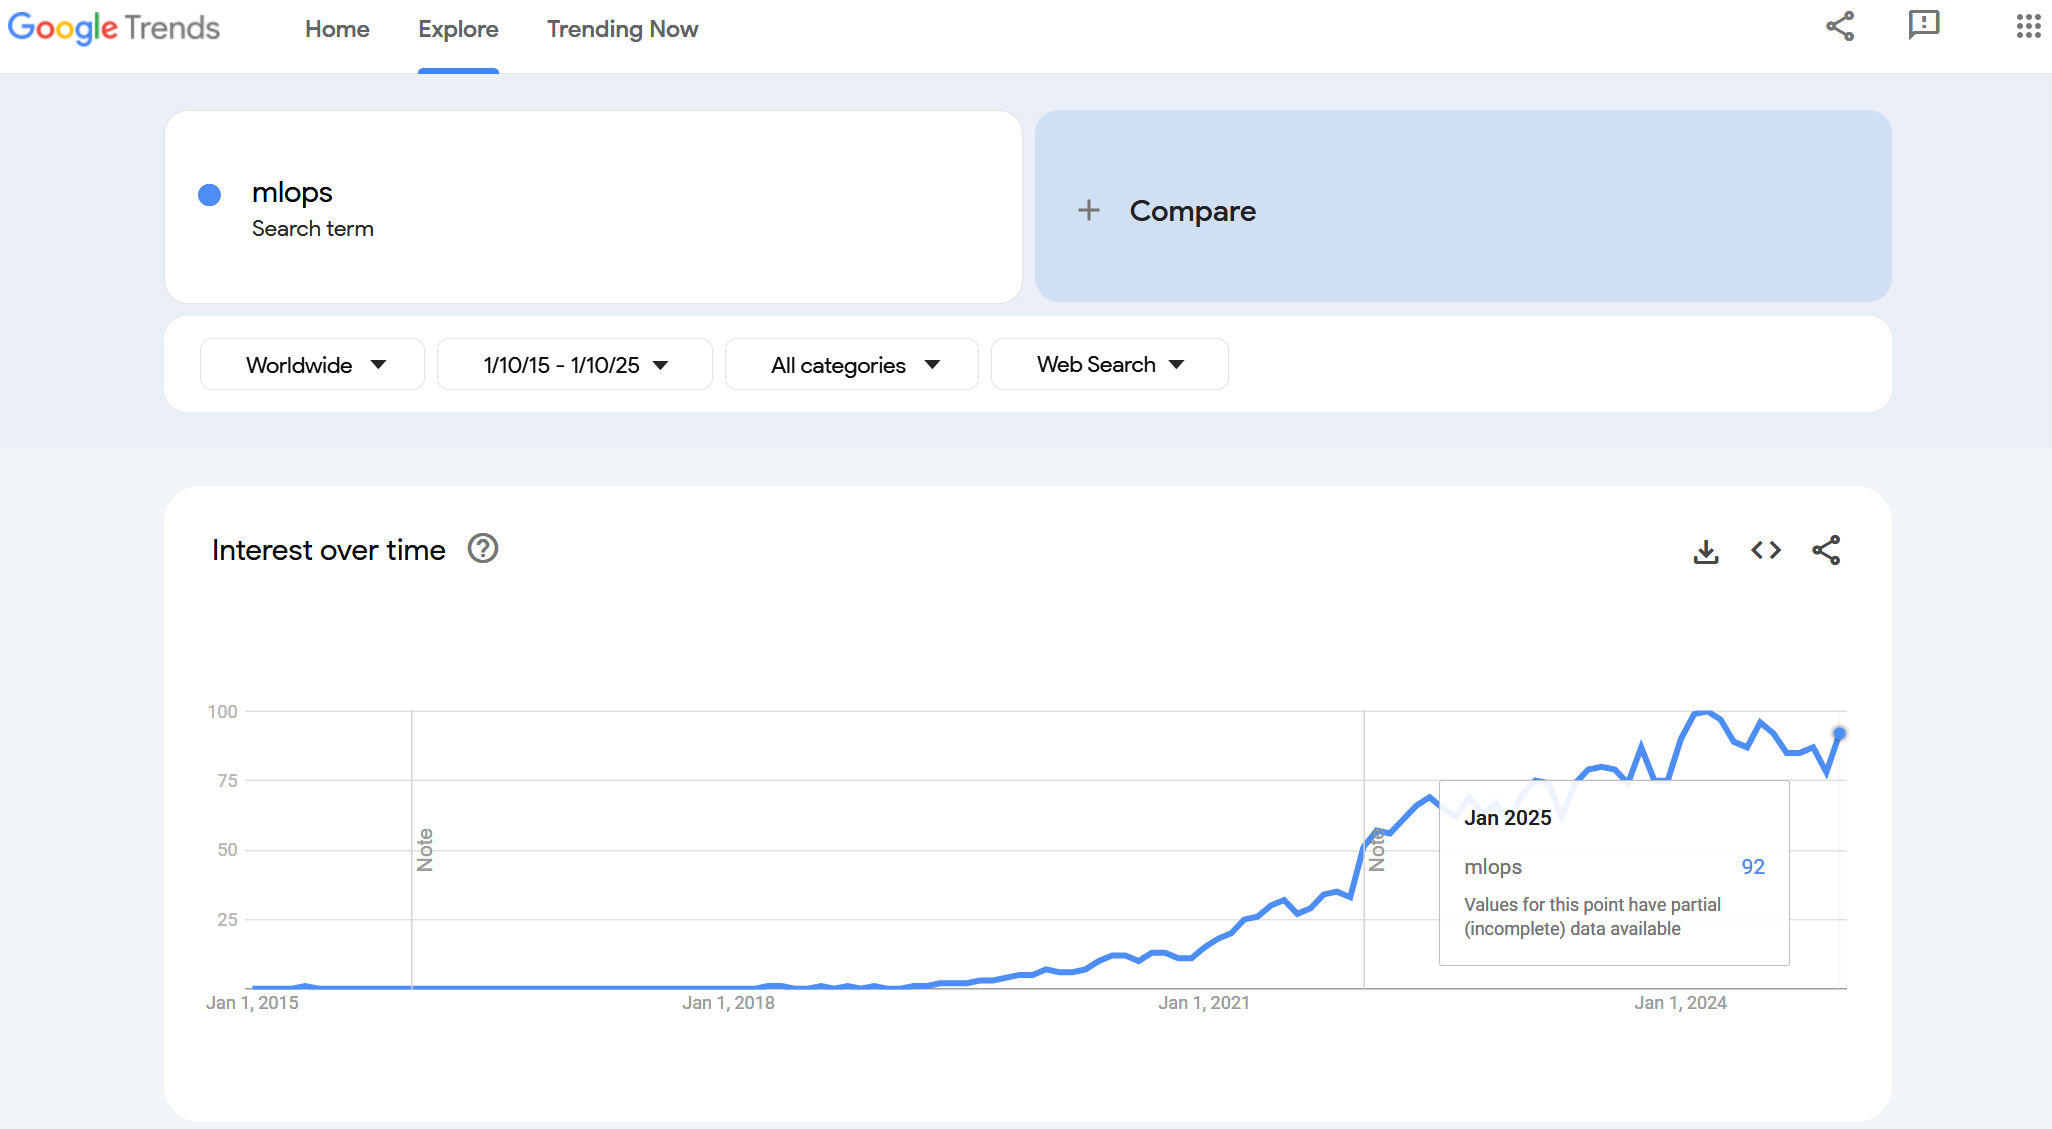 Google Trends
Home
Explore
Trending Now
mlops
Search term
+ Compare
Worldwide
1/10/15 - 1/10/25
All categories
Web Search
Interest over time
100
75
50
25
Note
Note
Jan 2025
mlops 92
Values for this point have partial
(incomplete) data available
Jan 1, 2015
Jan 1, 2018
Jan 1, 2021
Jan 1, 2024